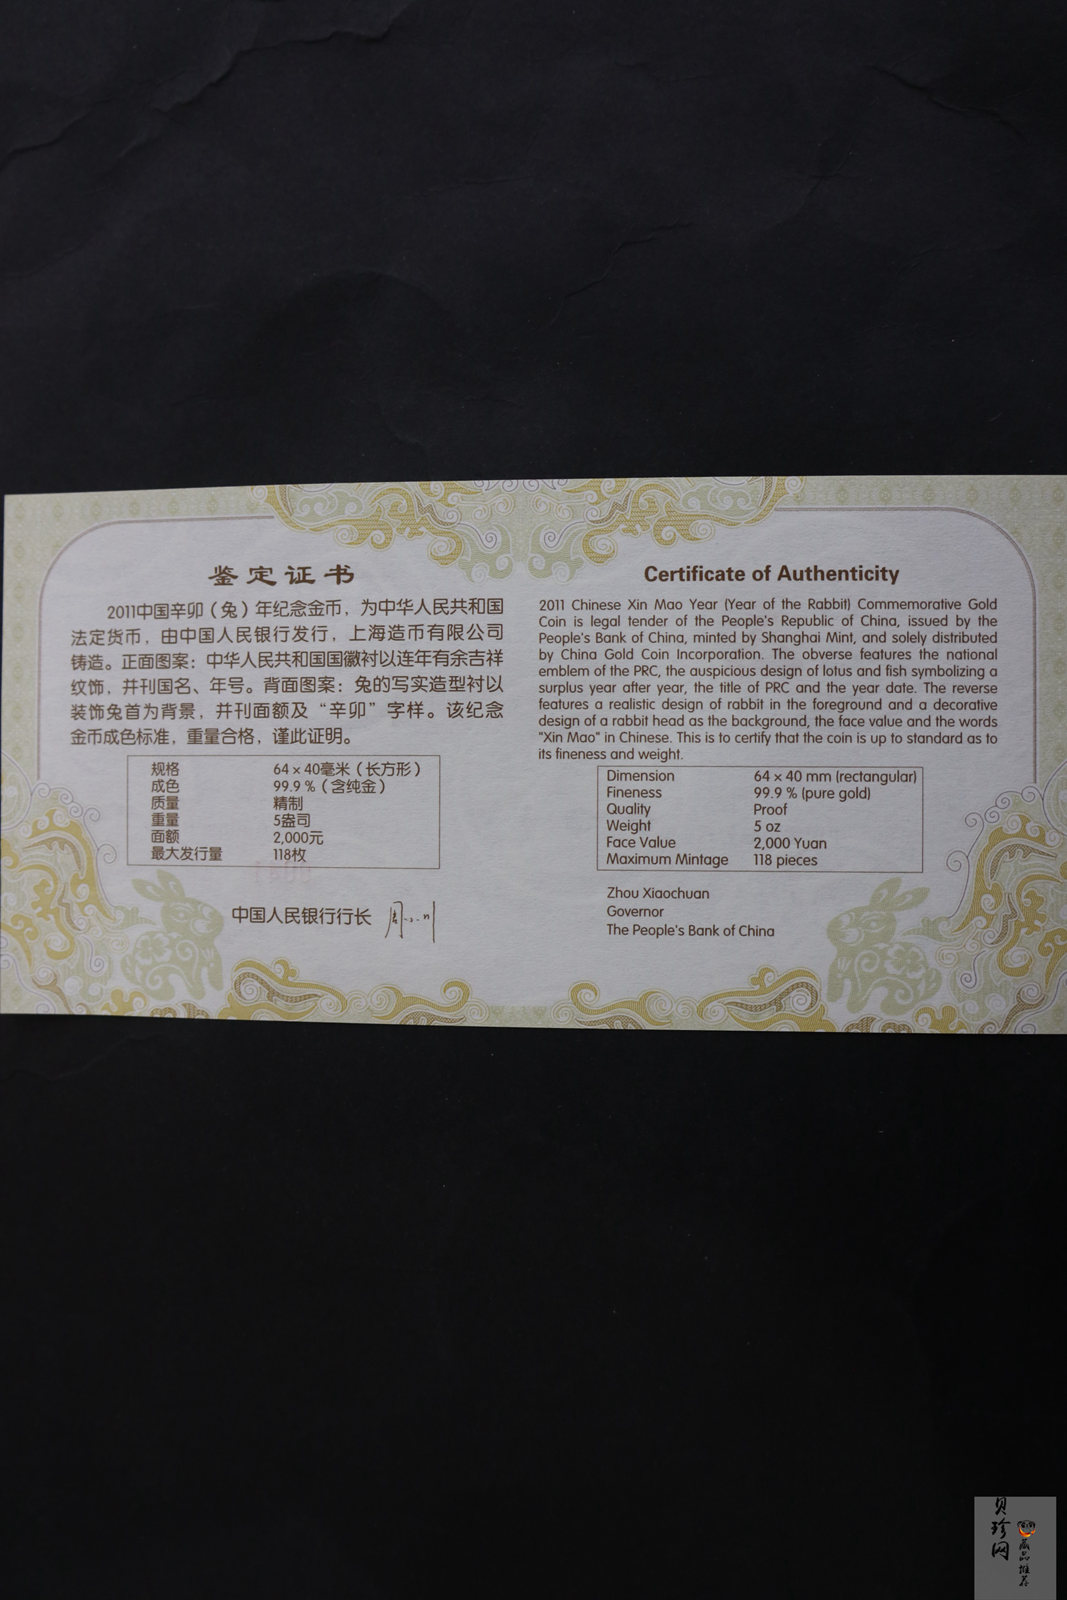 鉴定证书
2011中国辛卯（兔）年纪念金币，为中华人民共和国
法定货币，由中国人民银行发行，上海造币有限公司
铸造。正面图案：中华人民共和国国徽衬以连年有余吉祥
纹饰，并刊国名、年号。背面图案：兔的写实造型衬以
装饰兔首为背景，并刊面额及“辛卯”字样。该纪念
金币成色标准，重量合格，谨此证明。
规格 64×40毫米（长方形）
成色 99.9％（含纯金）
质量 精制
重量 5盎司
面额 2,000元
最大发行量 118枚
中国人民银行行长
Certificate of Authenticity
2011 Chinese Xin Mao Year (Year of the Rabbit) Commemorative Gold
Coin is legal tender of the People's Republic of China, issued by the
People's Bank of China, minted by Shanghai Mint, and solely distributed
by China Gold Coin Incorporation. The obverse features the national
emblem of the PRC, the auspicious design of lotus and fish symbolizing a
surplus year after year, the title of PRC and the year date. The reverse
features a realistic design of rabbit in the foreground and a decorative
design of a rabbit head as the background, the face value and the words
"Xin Mao" in Chinese. This is to certify that the coin is up to standard as to
its fineness and weight.
Dimension 64×40 mm (rectangular)
Fineness 99.9 % (pure gold)
Quality Proof
Weight 5 oz
Face Value 2,000 Yuan
Maximum Mintage 118 pieces
Zhou Xiaochuan
Governor
The People's Bank of China
贝珍网
藏品推荐